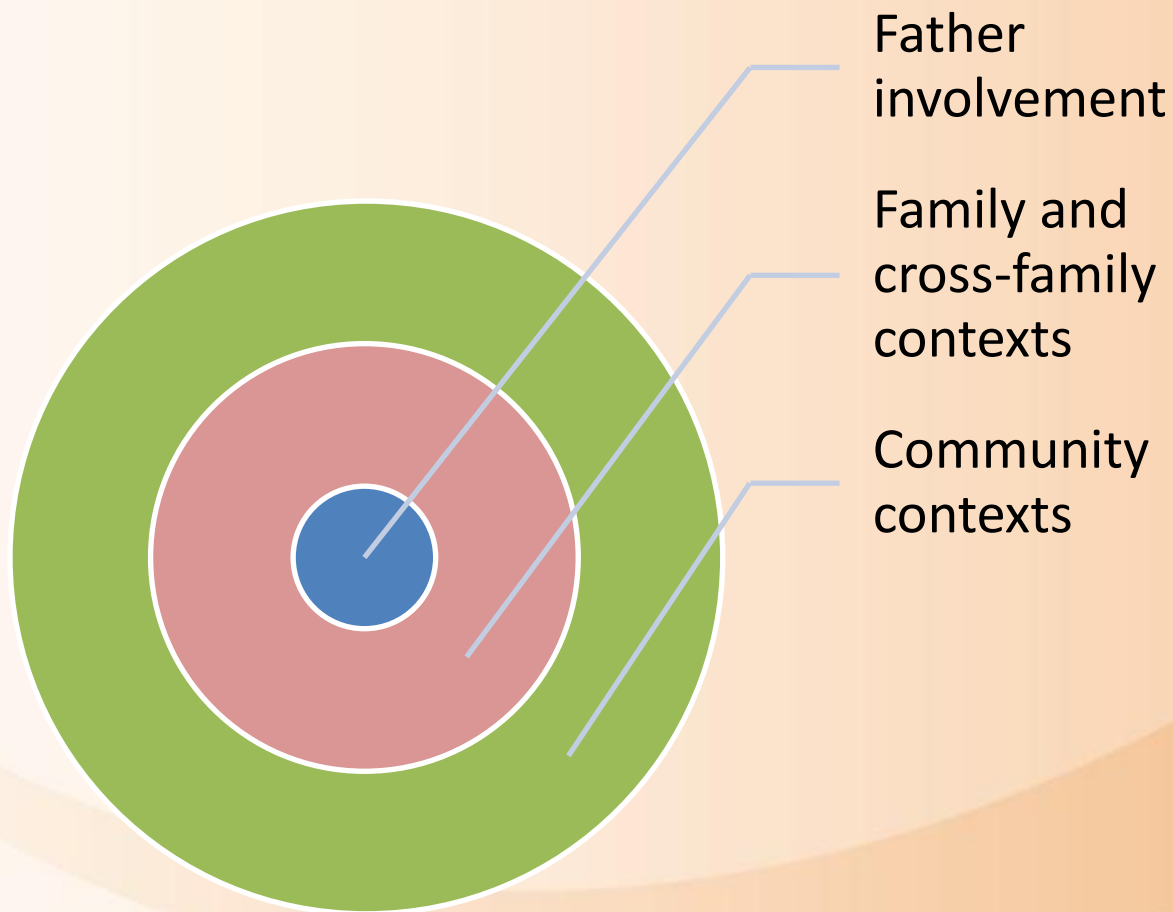 Father
involvement
Family and
cross-family
contexts
Community
contexts